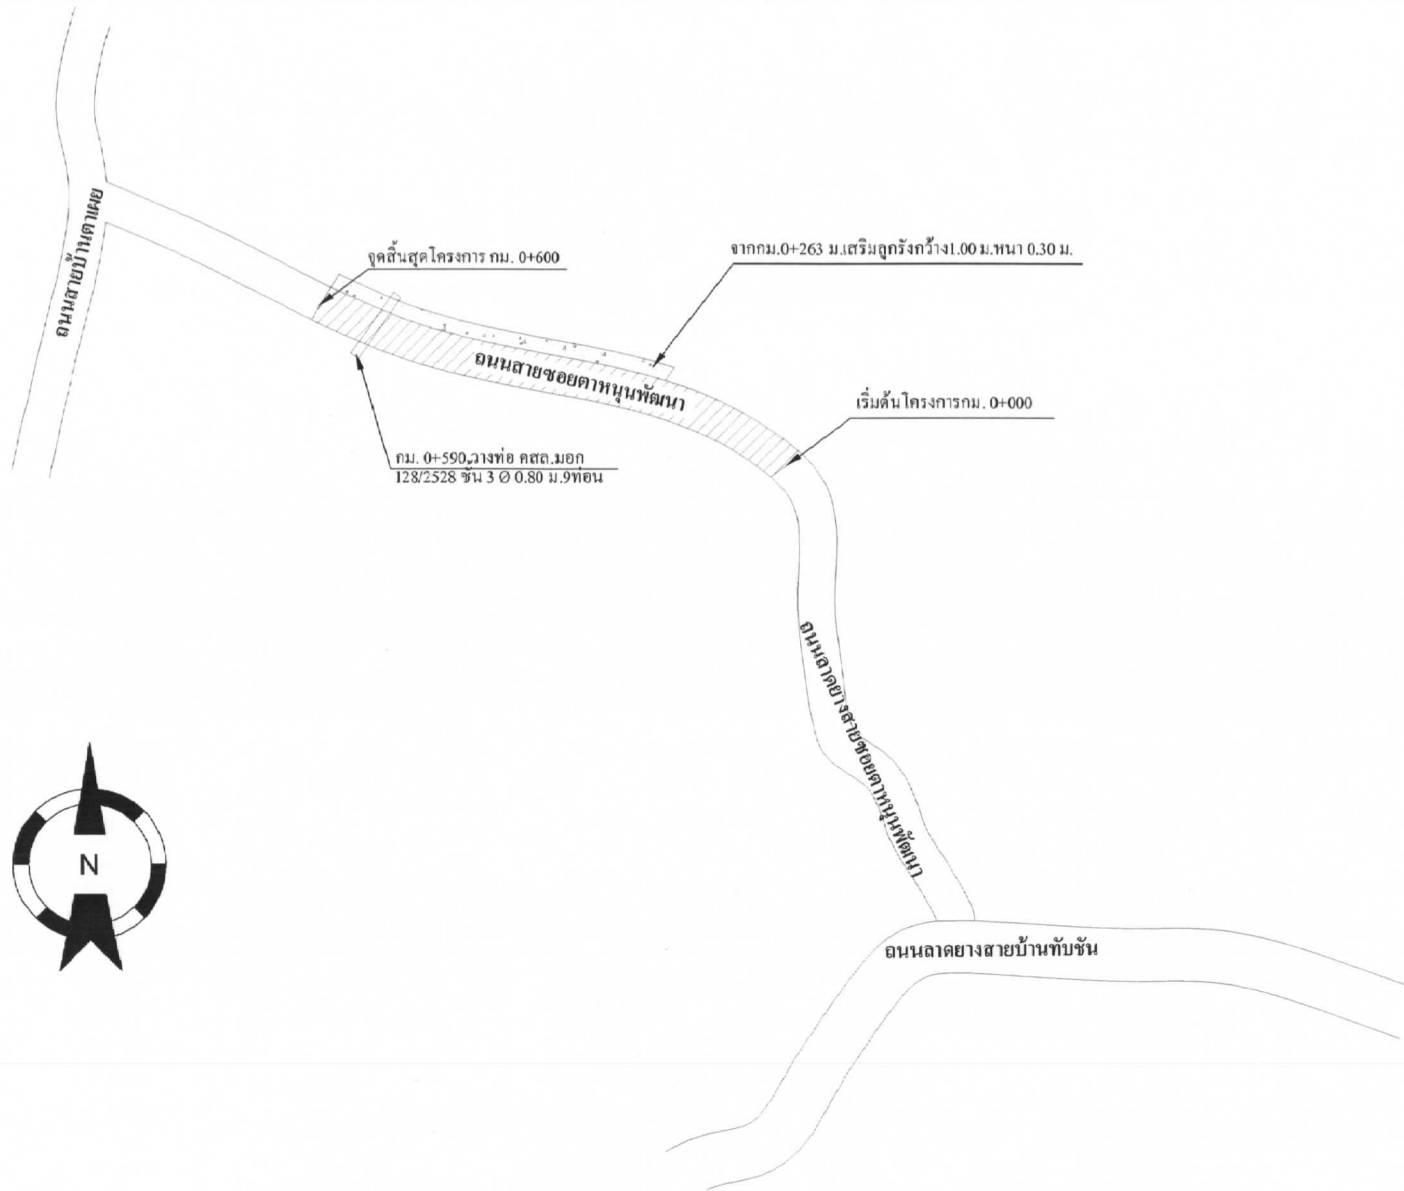 ถนนสายบ้านตาเผย
จุดสิ้นสุดโครงการ กม. 0+600
จากกม.0+263 ม.เสริมลูกรังกว้าง1.00 ม.หนา 0.30 ม.
ถนนสายซอยตาหนุนพัฒนา
เริ่มต้นโครงการกม. 0+000
กม. 0+590 วางท่อ คสล.มอก
128/2528 ชั้น 3 Ø 0.80 ม.9ท่อน
ถนนลาดยางสายซอยตาหนุนพัฒนา
N
ถนนลาดยางสายบ้านทับชัน